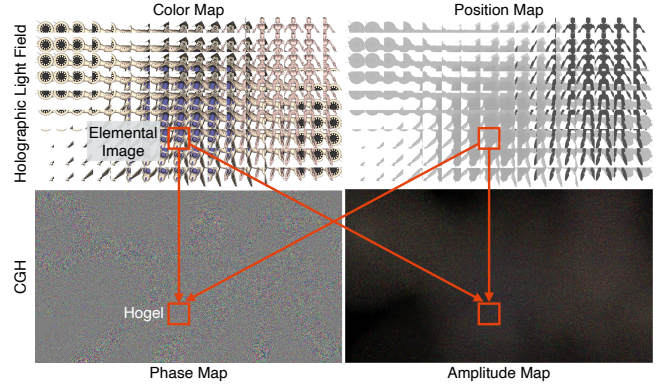 Color Map
Position Map
Holographic Light Field
Elemental
Image
CGH
Hogel
Phase Map
Amplitude Map